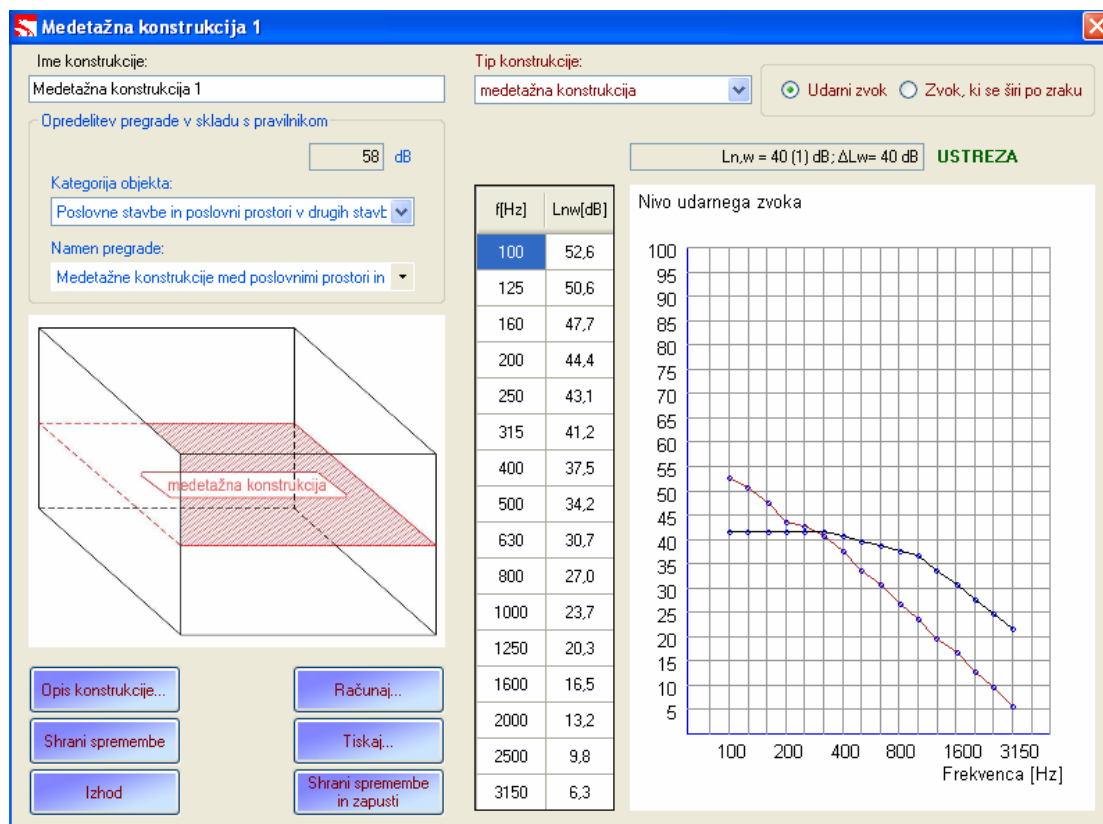 Medetažna konstrukcija 1
Ime konstrukcije:
Medetažna konstrukcija 1
Tip konstrukcije:
medetažna konstrukcija
Udarni zvok
Zvok, ki se širi po zraku
Opredelitev pregrade v skladu s pravilnikom
58 dB
Kategorija objekta:
Poslovne stavbe in poslovni prostori v drugih stavb
Namen pregrade:
Medetažne konstrukcije med poslovnimi prostori in
Ln,w = 40 (1) dB; ΔLw= 40 dB USTREZA
medetažna konstrukcija
Opis konstrukcije...
Računaj...
Shrani spremembe
Tiskaj...
Izhod
Shrani spremembe
in zapusti
f[Hz] Lnw[dB]
100 52,6
125 50,6
160 47,7
200 44,4
250 43,1
315 41,2
400 37,5
500 34,2
630 30,7
800 27,0
1000 23,7
1250 20,3
1600 16,5
2000 13,2
2500 9,8
3150 6,3
Nivo udarnega zvoka
100
95
90
85
80
75
70
65
60
55
50
45
40
35
30
25
20
15
10
5
100 200 400 800 1600 3150
Frekvenca [Hz]